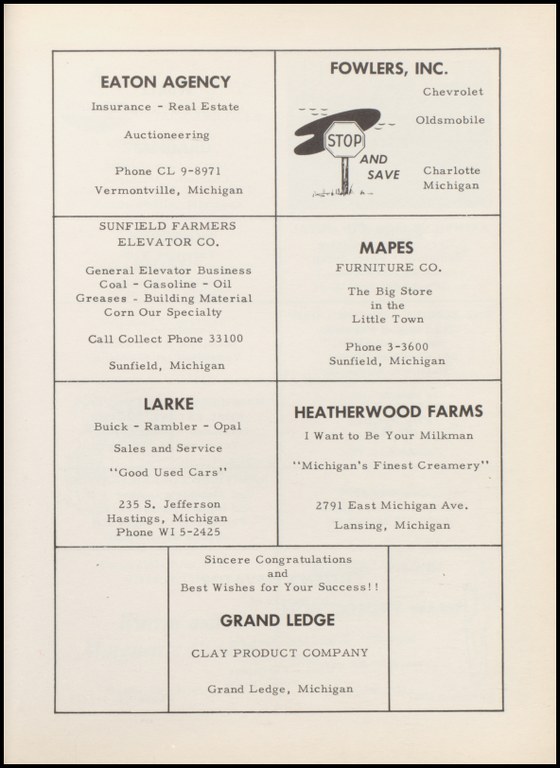 EATON AGENCY
Insurance - Real Estate
Auctioneering
Phone CL 9-8971
Vermontville, Michigan
FOWLERS, INC.
Chevrolet
Oldsmobile
STOP
AND
SAVE
Charlotte
Michigan
SUNFIELD FARMERS
ELEVATOR CO.
General Elevator Business
Coal - Gasoline - Oil
Greases - Building Material
Corn Our Specialty
Call Collect Phone 33100
Sunfield, Michigan
MAPES
FURNITURE CO.
The Big Store
in the
Little Town
Phone 3-3600
Sunfield, Michigan
LARKE
Buick - Rambler - Opal
Sales and Service
"Good Used Cars"
235 S. Jefferson
Hastings, Michigan
Phone WI 5-2425
HEATHERWOOD FARMS
I Want to Be Your Milkman
"Michigan's Finest Creamery"
2791 East Michigan Ave.
Lansing, Michigan
Sincere Congratulations
and
Best Wishes for Your Success!!
GRAND LEDGE
CLAY PRODUCT COMPANY
Grand Ledge, Michigan